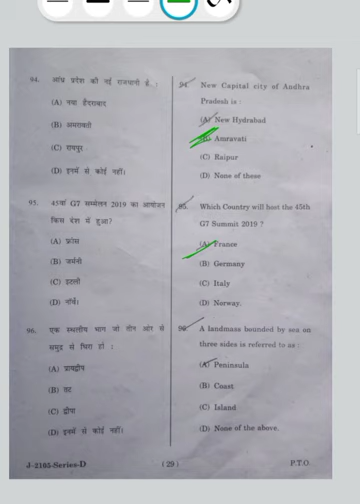 94. आंध्र प्रदेश की नई राजधानी है :
(A) नया हैदराबाद
(B) अमरावती
(C) रायपुर
(D) इनमें से कोई नहीं।
95. 45वां G7 सम्मेलन 2019 का आयोजन
किस देश में हुआ?
(A) फ्रांस
(B) जर्मनी
(C) इटली
(D) नॉर्वे।
96. एक स्थलीय भाग जो तीन ओर से
समुद्र से घिरा हो :
(A) प्रायद्वीप
(B) तट
(C) द्वीप
(D) इनमें से कोई नहीं।
94. New Capital city of Andhra
Pradesh is :
(A) New Hydrabad
(B) Amravati
(C) Raipur
(D) None of these
95. Which Country will host the 45th
G7 Summit 2019 ?
(A) France
(B) Germany
(C) Italy
(D) Norway.
96. A landmass bounded by sea on
three sides is referred to as :
(A) Peninsula
(B) Coast
(C) Island
(D) None of the above.
J-2195-Series-D (29) P.T.O.